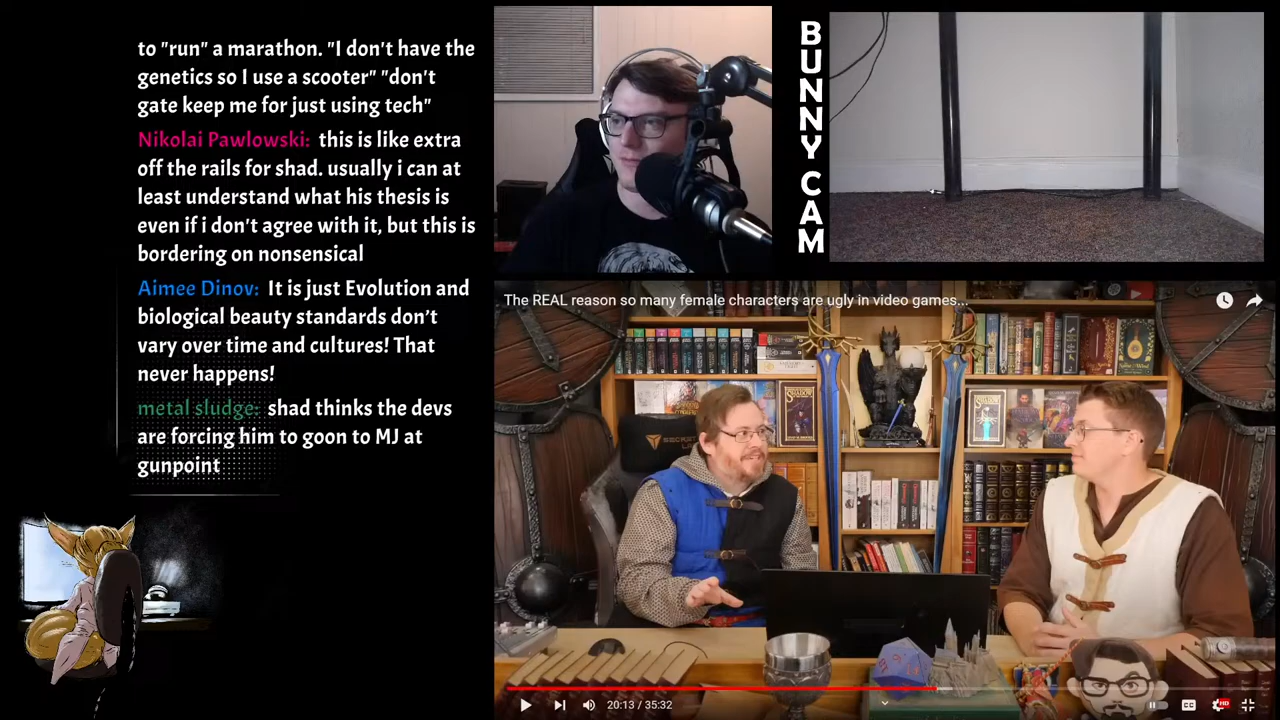 to "run" a marathon. "I don't have the
genetics so I use a scooter" "don't
gate keep me for just using tech"
Nikolai Pawlowski: this is like extra
off the rails for shad. usually i can at
least understand what his thesis is
even if i don't agree with it, but this is
bordering on nonsensical
Aimee Dinov: It is just Evolution and
biological beauty standards don't
vary over time and cultures! That
never happens!
metal sludge: shad thinks the devs
are forcing him to goon to MJ at
gunpoint
BUNNY CAM
The REAL reason so many female characters are ugly in video games...
20:13 / 35:32
CC
HD